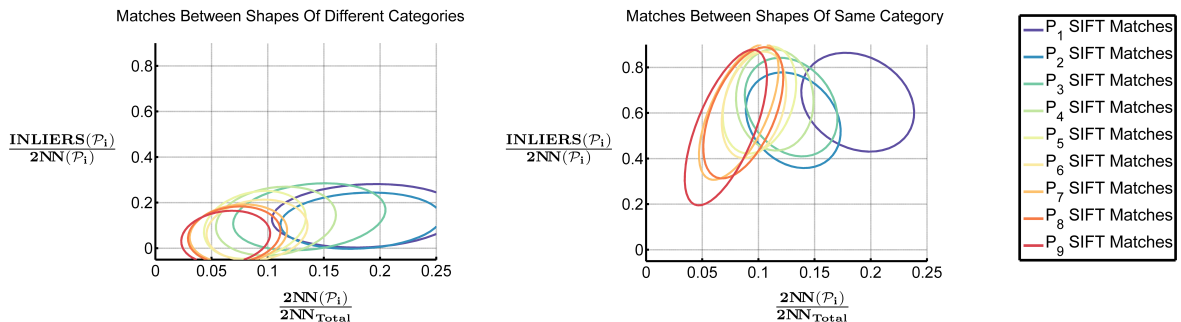 Matches Between Shapes Of Different Categories
0.8
0.6
INLIERS(𝒫i)
2NN(𝒫i)
0.4
0.2
0
0 0.05 0.1 0.15 0.2 0.25
2NN(𝒫i)
2NNTotal
Matches Between Shapes Of Same Category
0.8
0.6
INLIERS(𝒫i)
2NN(𝒫i)
0.4
0.2
0
0 0.05 0.1 0.15 0.2 0.25
2NN(𝒫i)
2NNTotal
P1 SIFT Matches
P2 SIFT Matches
P3 SIFT Matches
P4 SIFT Matches
P5 SIFT Matches
P6 SIFT Matches
P7 SIFT Matches
P8 SIFT Matches
P9 SIFT Matches